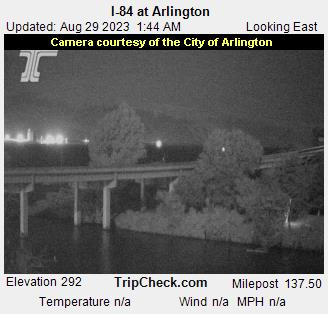 I-84 at Arlington
Updated: Aug 29 2023 1:44 AM Looking East
Camera courtesy of the City of Arlington
Elevation 292 TripCheck.com Milepost 137.50
Temperature n/a Wind n/a MPH n/a